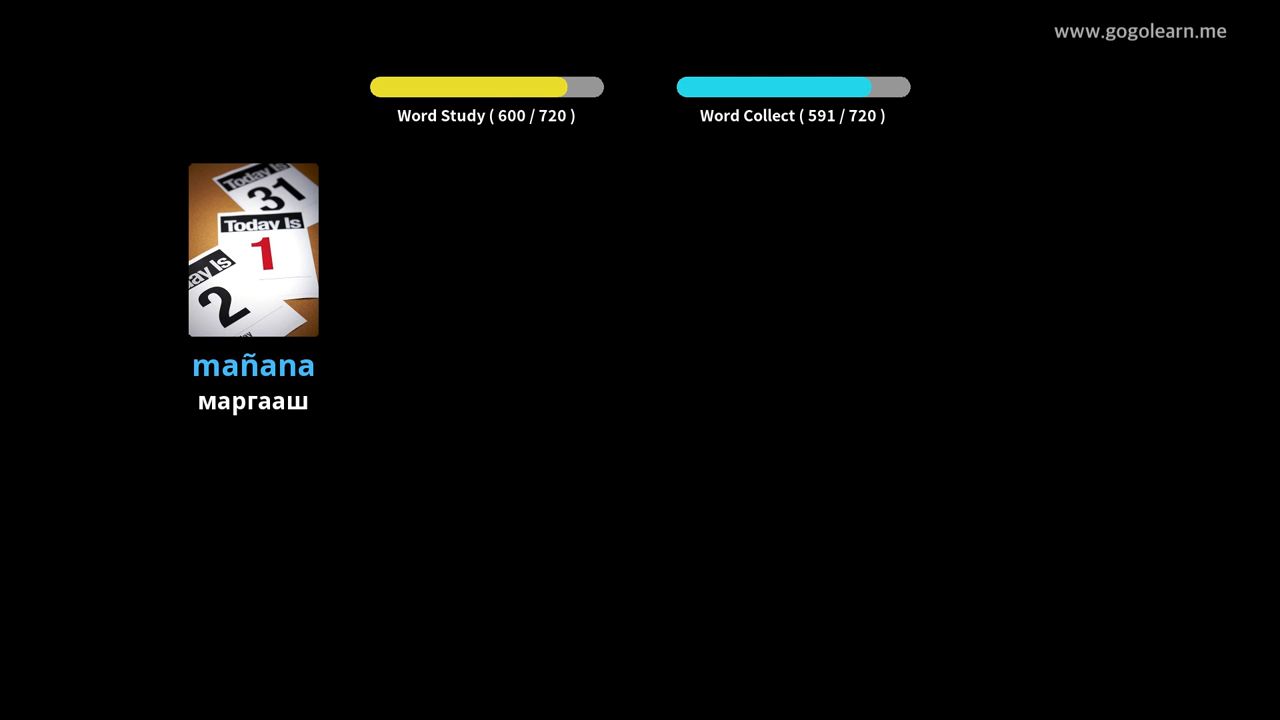 www.gogolearn.me
Word Study ( 600 / 720 )
Word Collect ( 591 / 720 )
Today Is
31
Today Is
1
ay Is
2
mañana
маргааш